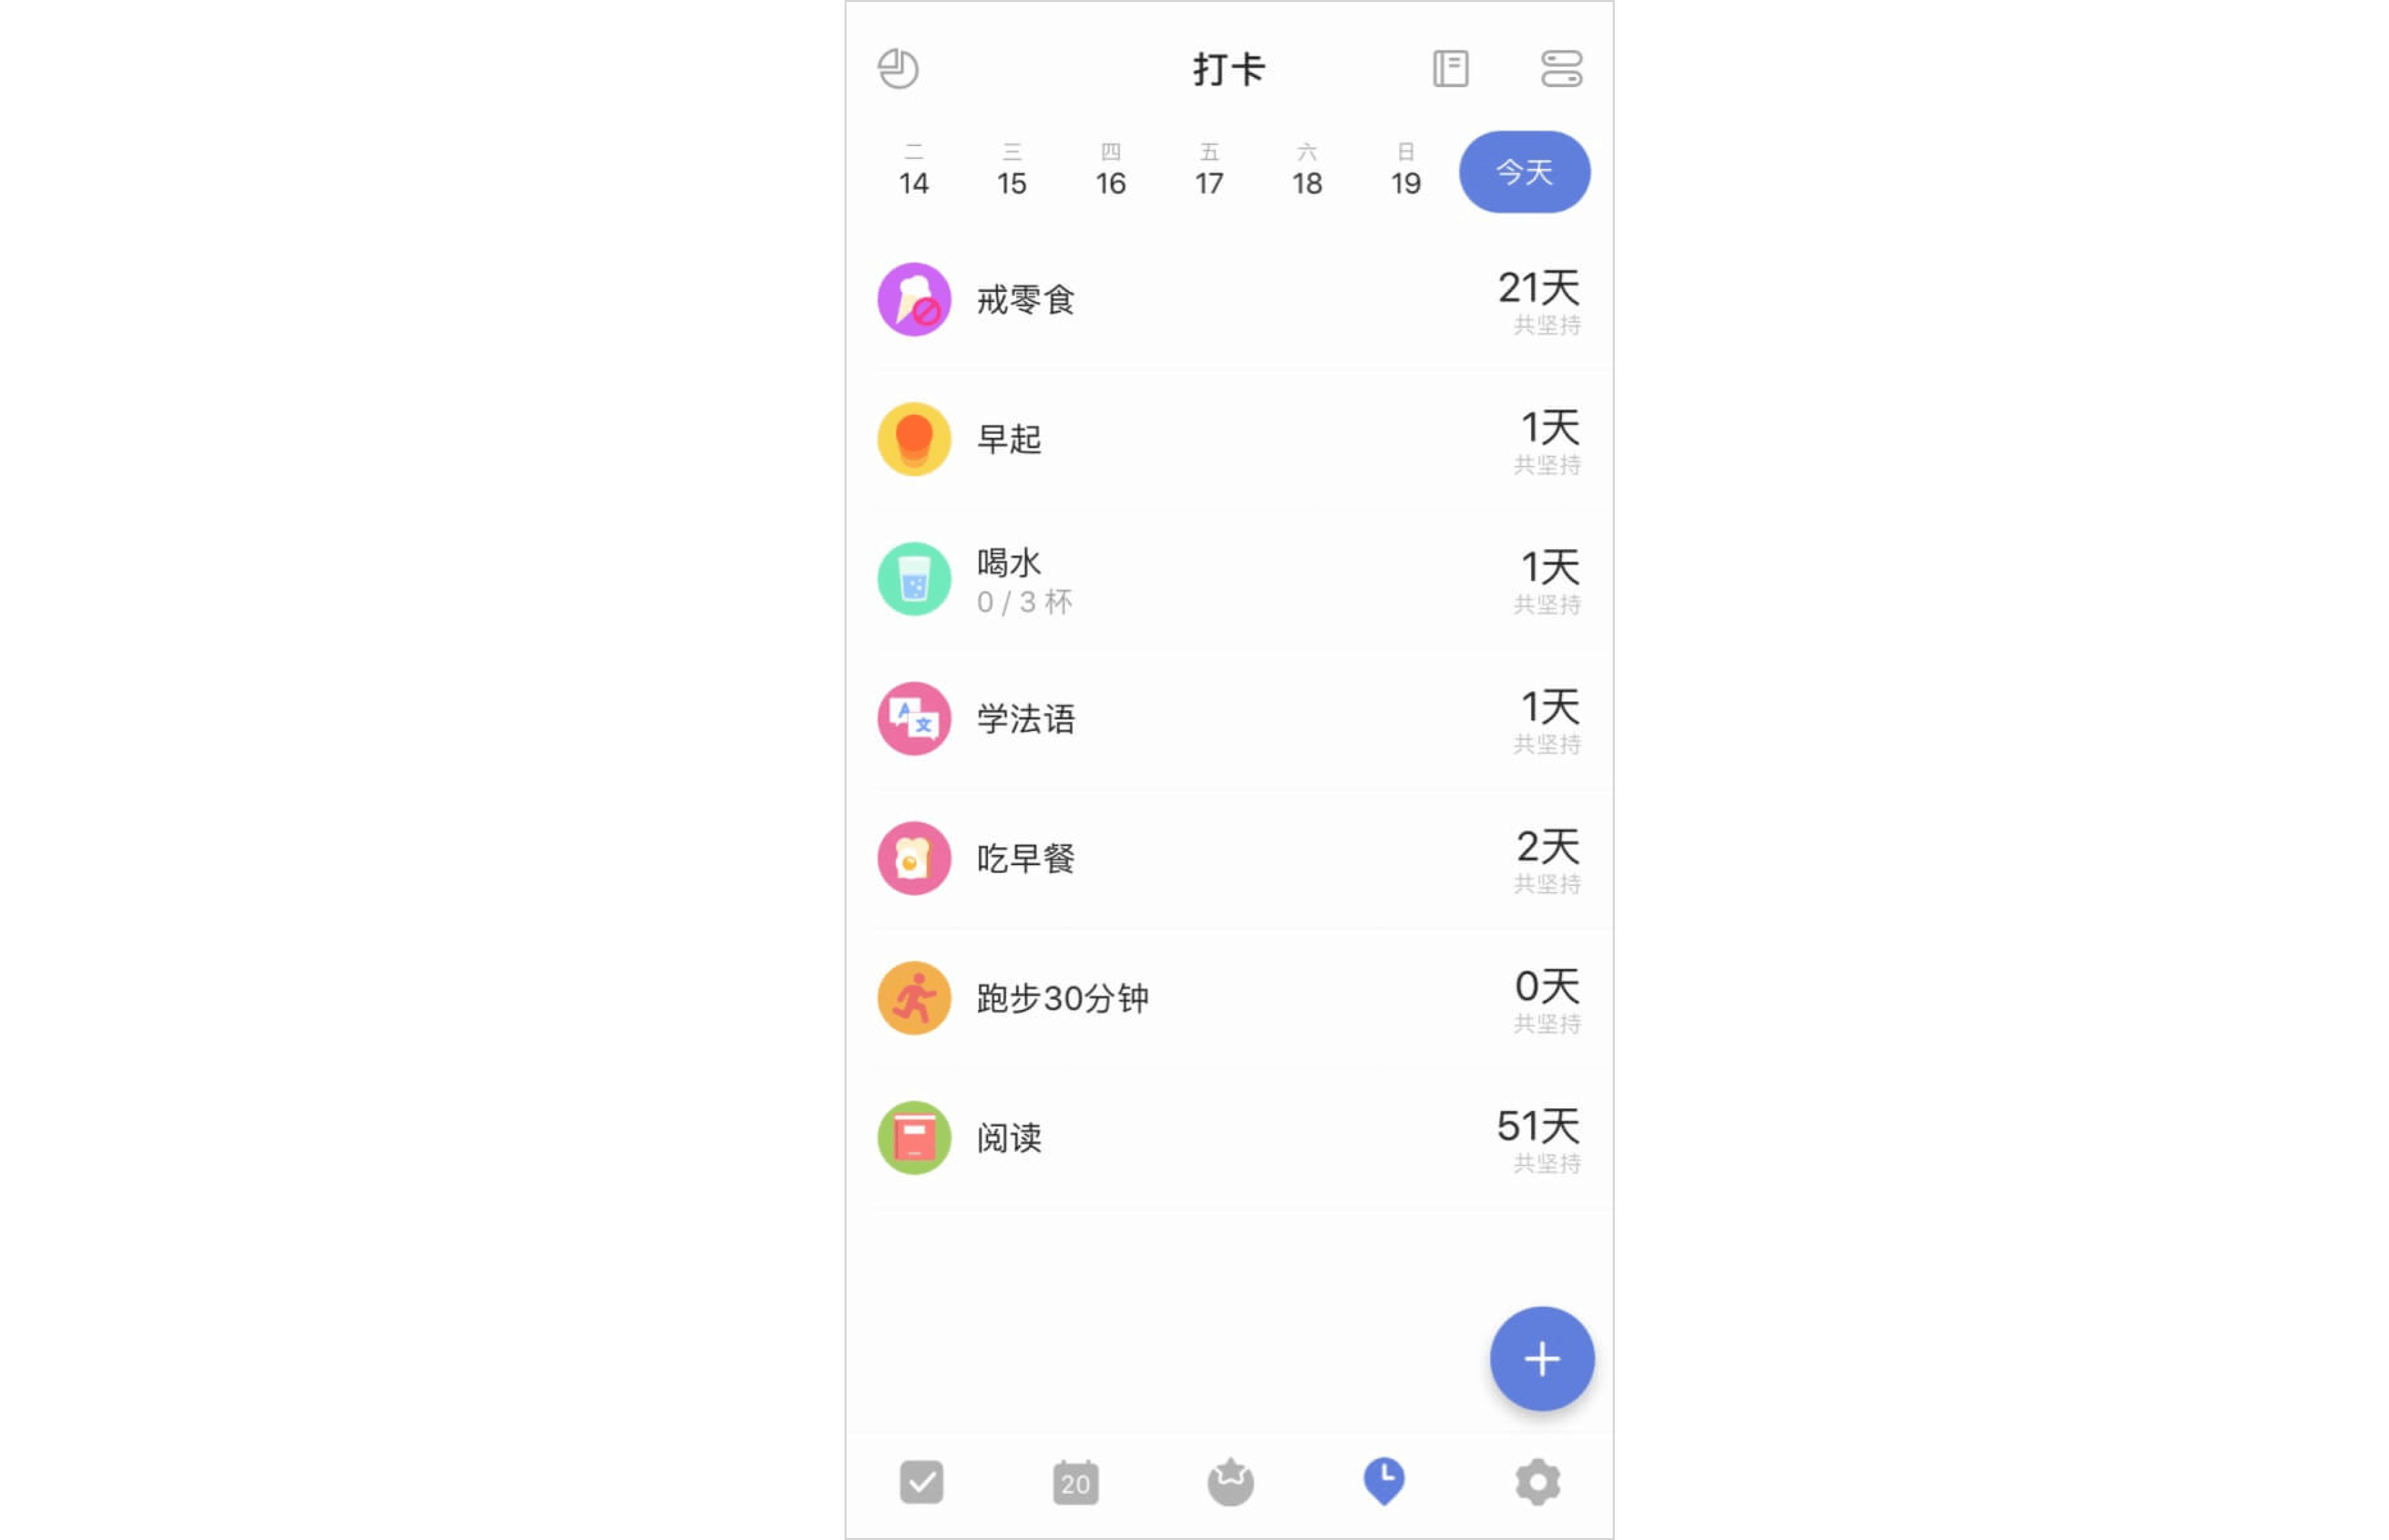 打卡
二 三 四 五 六 日 今天
14 15 16 17 18 19
戒零食 21天
共坚持
早起 1天
共坚持
喝水 1天
0 / 3 杯 共坚持
A 文
学法语 1天
共坚持
吃早餐 2天
共坚持
跑步30分钟 0天
共坚持
阅读 51天
共坚持
20